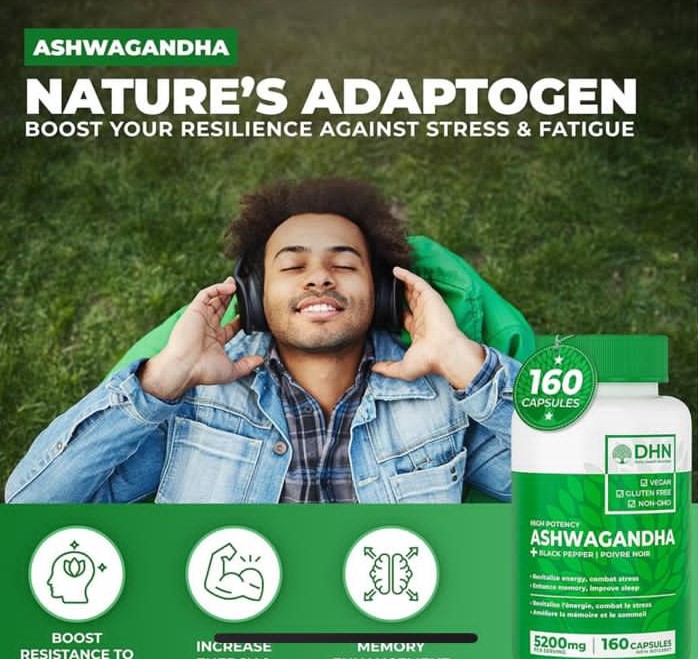 ASHWAGANDHA
NATURE'S ADAPTOGEN
BOOST YOUR RESILIENCE AGAINST STRESS & FATIGUE
160
CAPSULES
DHN
VEGAN
GLUTEN FREE
NON-GMO
HIGH POTENCY
ASHWAGANDHA
+ BLACK PEPPER | POIVRE NOIR
• Revitalize energy, combat stress
• Enhance memory, improve sleep
• Revitalise l'énergie, combat le stress
• Améliore la mémoire et le sommeil
5200mg
PER SERVING
160 CAPSULES
BOOST
RESISTANCE TO
INCREASE
MEMORY